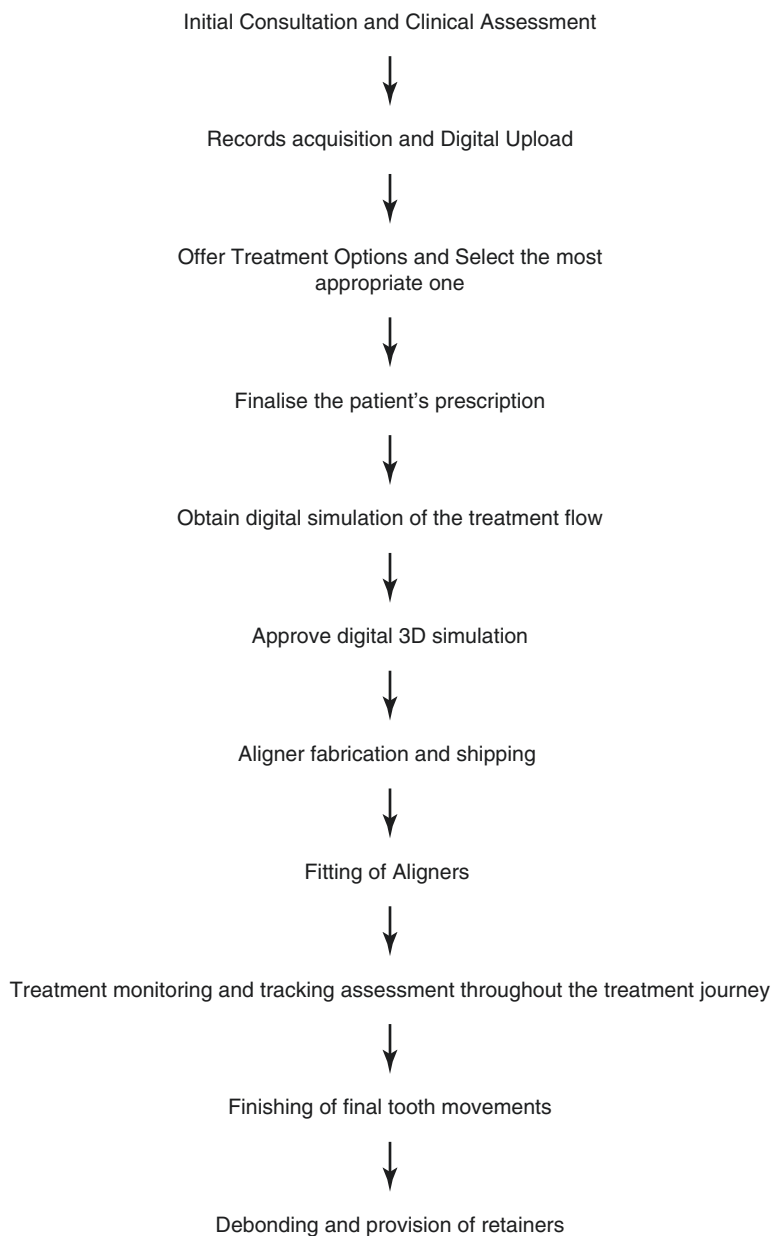 Initial Consultation and Clinical Assessment
Records acquisition and Digital Upload
Offer Treatment Options and Select the most
appropriate one
Finalise the patient’s prescription
Obtain digital simulation of the treatment flow
Approve digital 3D simulation
Aligner fabrication and shipping
Fitting of Aligners
Treatment monitoring and tracking assessment throughout the treatment journey
Finishing of final tooth movements
Debonding and provision of retainers